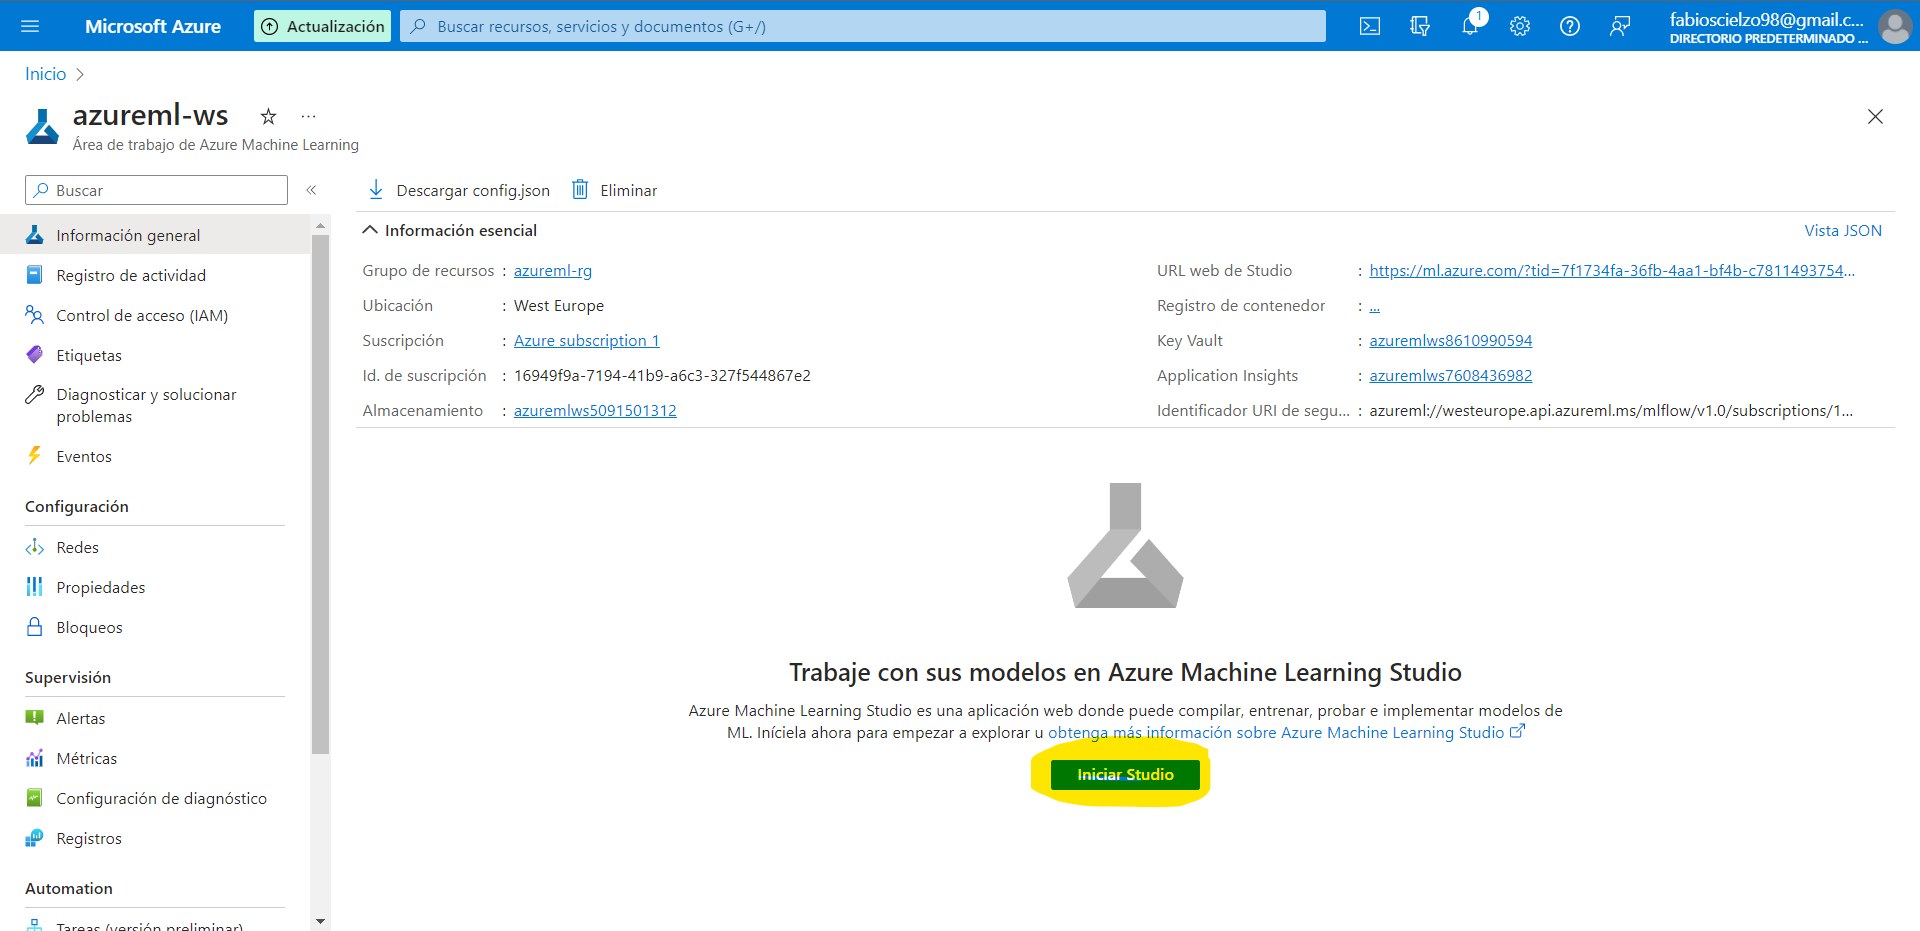 Microsoft Azure
Actualización
Buscar recursos, servicios y documentos (G+/)
1
fabioscielzo98@gmail.c...
DIRECTORIO PREDETERMINADO ...
Inicio
azureml-ws
Área de trabajo de Azure Machine Learning
Buscar
Información general
Registro de actividad
Control de acceso (IAM)
Etiquetas
Diagnosticar y solucionar
problemas
Eventos
Configuración
Redes
Propiedades
Bloqueos
Supervisión
Alertas
Métricas
Configuración de diagnóstico
Registros
Automation
Tareas (versión preliminar)
Descargar config.json
Eliminar
Información esencial
Vista JSON
Grupo de recursos : azureml-rg
Ubicación : West Europe
Suscripción : Azure subscription 1
Id. de suscripción : 16949f9a-7194-41b9-a6c3-327f544867e2
Almacenamiento : azuremlws5091501312
URL web de Studio : https://ml.azure.com/?tid=7f1734fa-36fb-4aa1-bf4b-c7811493754...
Registro de contenedor : ...
Key Vault : azuremlws8610990594
Application Insights : azuremlws7608436982
Identificador URI de segu... : azureml://westeurope.api.azureml.ms/mlflow/v1.0/subscriptions/1...
Trabaje con sus modelos en Azure Machine Learning Studio
Azure Machine Learning Studio es una aplicación web donde puede compilar, entrenar, probar e implementar modelos de
ML. Iníciela ahora para empezar a explorar u obtenga más información sobre Azure Machine Learning Studio
Iniciar Studio